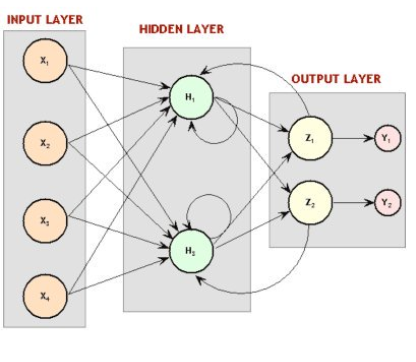 INPUT LAYER
HIDDEN LAYER
OUTPUT LAYER
X₁
X₂
X₃
X₄
H₁
H₂
Z₁
Z₂
Y₁
Y₂